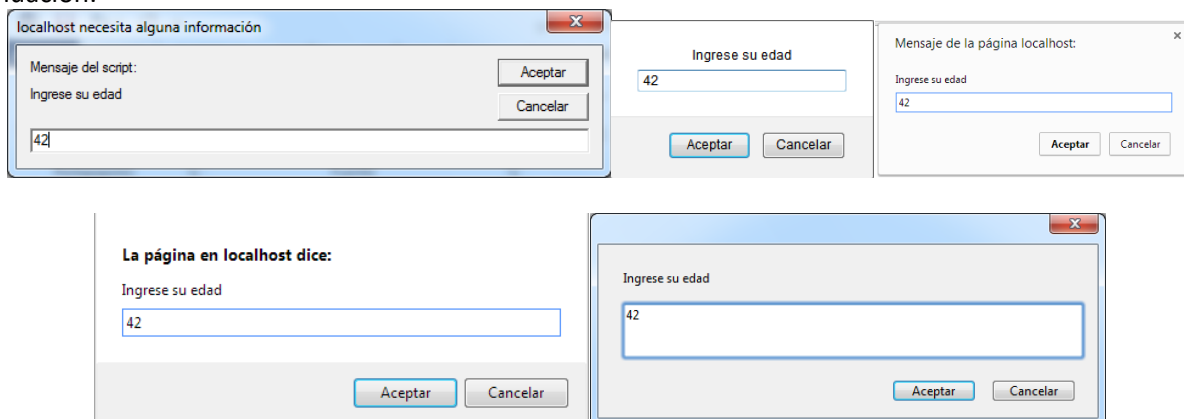 localhost necesita alguna información
Mensaje del script:
Ingrese su edad
Aceptar
Cancelar
42
Ingrese su edad
42
Aceptar Cancelar
Mensaje de la página localhost:
Ingrese su edad
42
Aceptar Cancelar
La página en localhost dice:
Ingrese su edad
42
Aceptar Cancelar
Ingrese su edad
42
Aceptar Cancelar